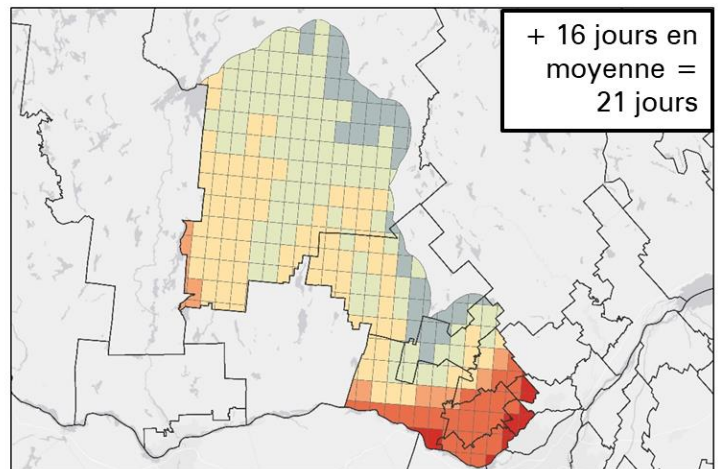 + 16 jours en
moyenne =
21 jours